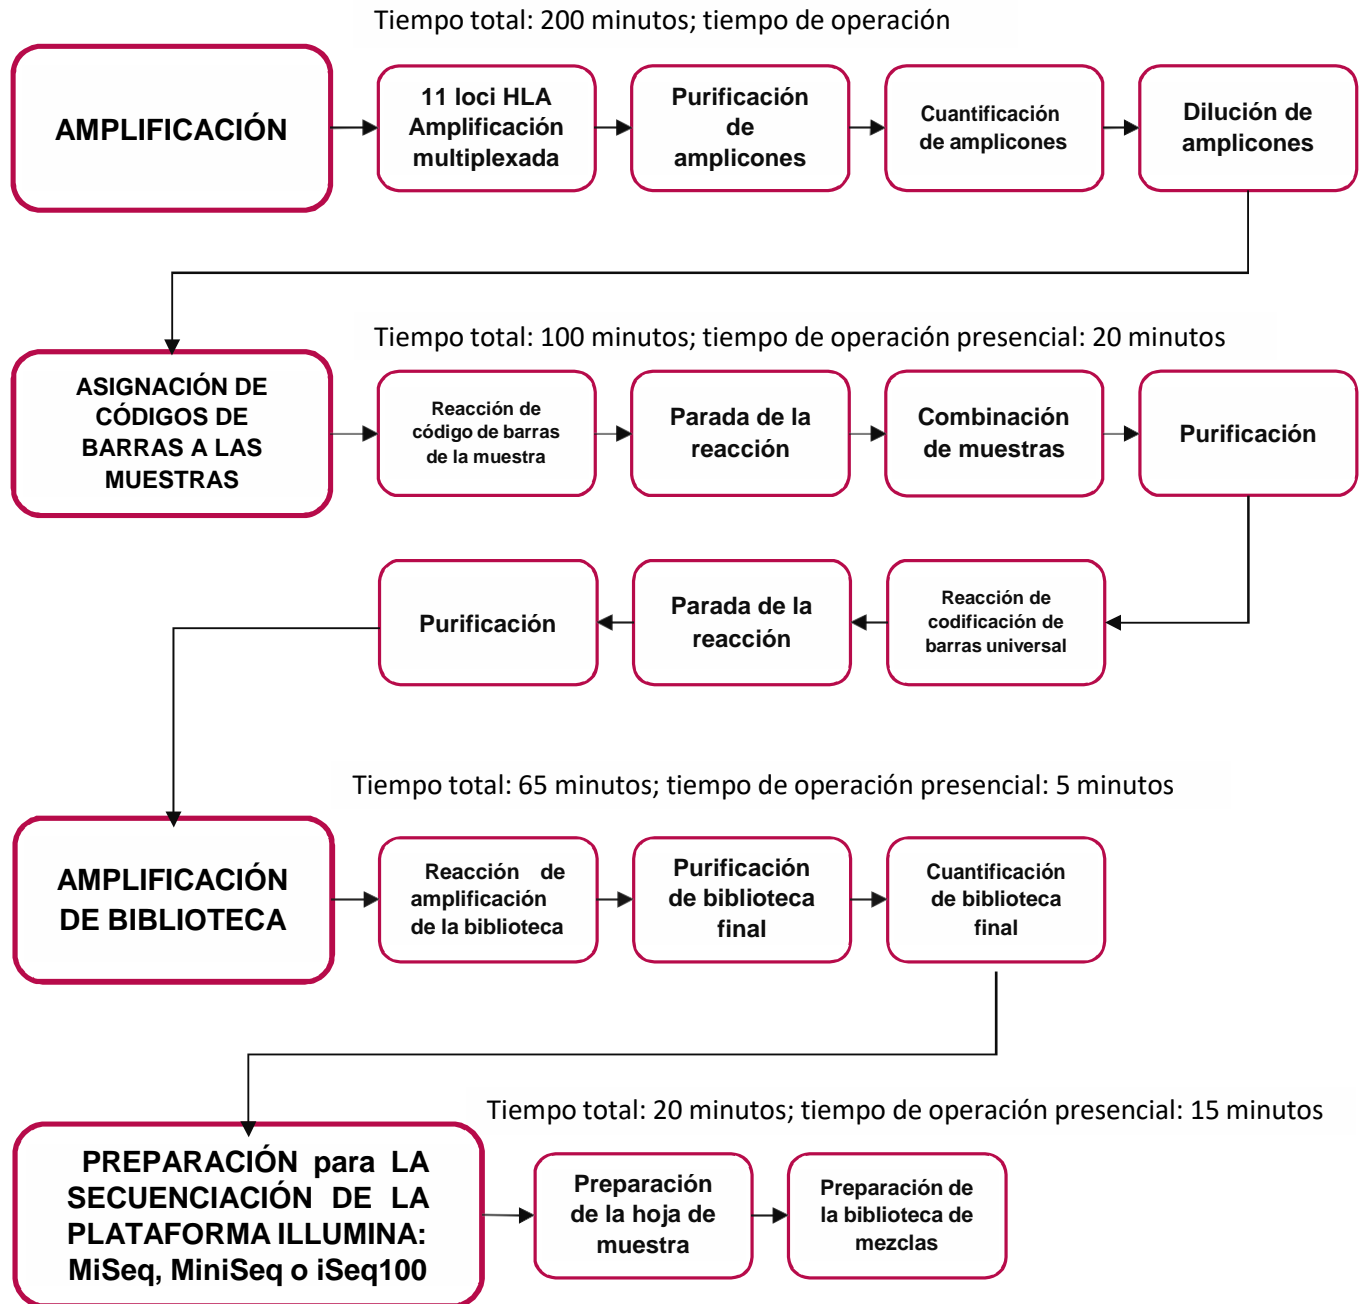 Tiempo total: 200 minutos; tiempo de operación
AMPLIFICACIÓN
11 loci HLA
Amplificación
multiplexada
Purificación
de
amplicones
Cuantificación
de amplicones
Dilución de
amplicones
Tiempo total: 100 minutos; tiempo de operación presencial: 20 minutos
ASIGNACIÓN DE
CÓDIGOS DE
BARRAS A LAS
MUESTRAS
Reacción de
código de barras
de la muestra
Parada de la
reacción
Combinación
de muestras
Purificación
Purificación
Parada de la
reacción
Reacción de
codificación de
barras universal
Tiempo total: 65 minutos; tiempo de operación presencial: 5 minutos
AMPLIFICACIÓN
DE BIBLIOTECA
Reacción de
amplificación
de la biblioteca
Purificación
de biblioteca
final
Cuantificación
de biblioteca
final
Tiempo total: 20 minutos; tiempo de operación presencial: 15 minutos
PREPARACIÓN para LA
SECUENCIACIÓN DE LA
PLATAFORMA ILLUMINA:
MiSeq, MiniSeq o iSeq100
Preparación
de la hoja de
muestra
Preparación de
la biblioteca de
mezclas